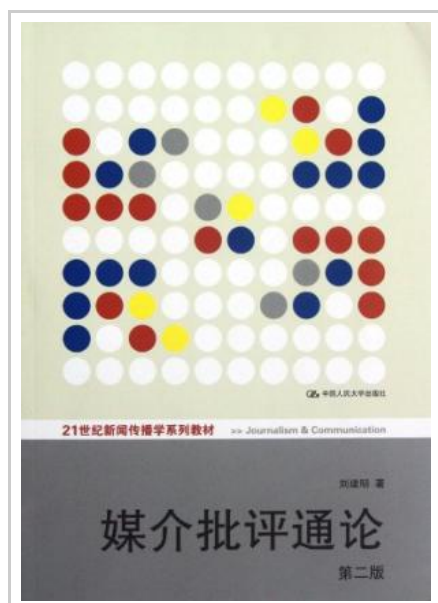 中国人民大学出版社
21世纪新闻传播学系列教材 >> Journalism & Communication
刘建明 著
媒介批评通论
第二版